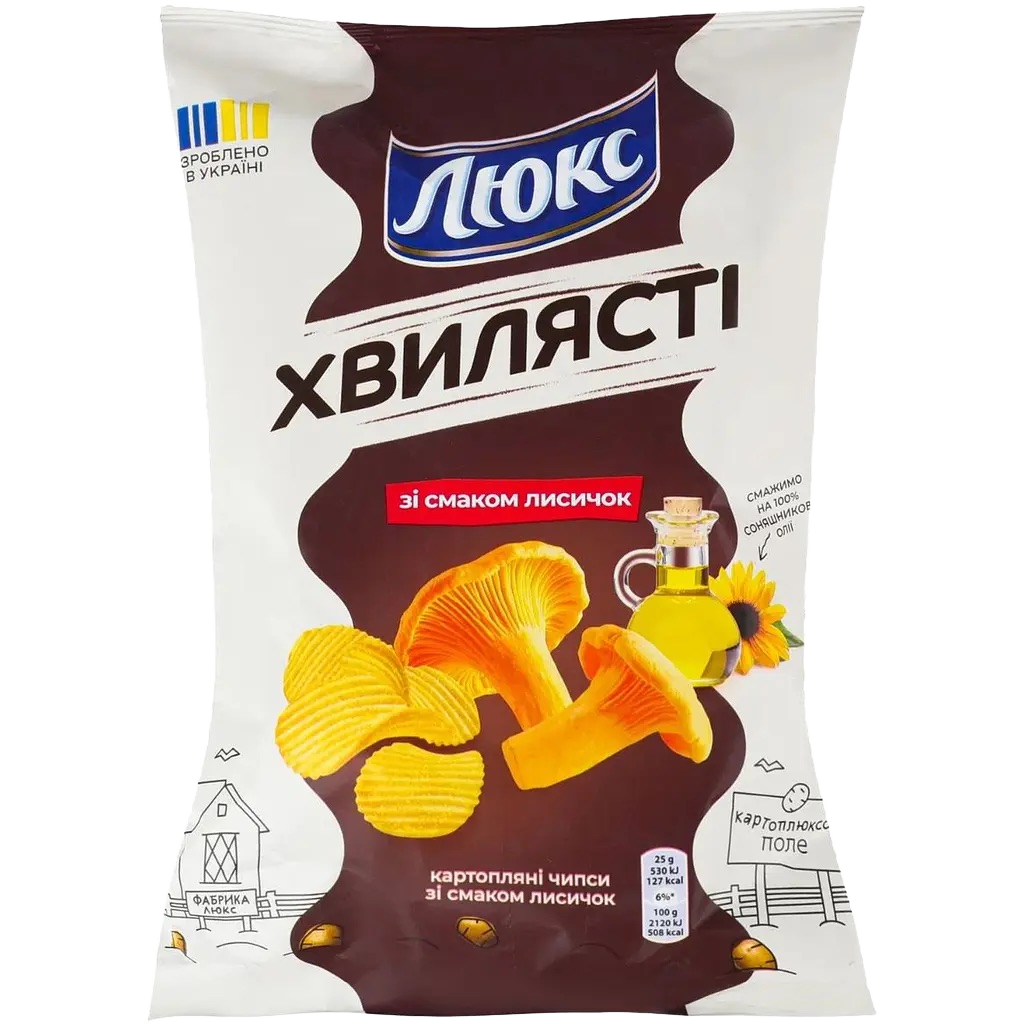 ЗРОБЛЕНО
В УКРАЇНІ
Люкс
ХВИЛЯСТІ
зі смаком лисичок
СМАЖИМО
НА 100%
СОНЯШНИКОВ
ОЛІЇ
ФАБРИКА
ЛЮКС
картоплюксо
поле
картопляні чипси
зі смаком лисичок
25 g
530 kJ
127 kcal
6%*
100 g
2120 kJ
508 kcal